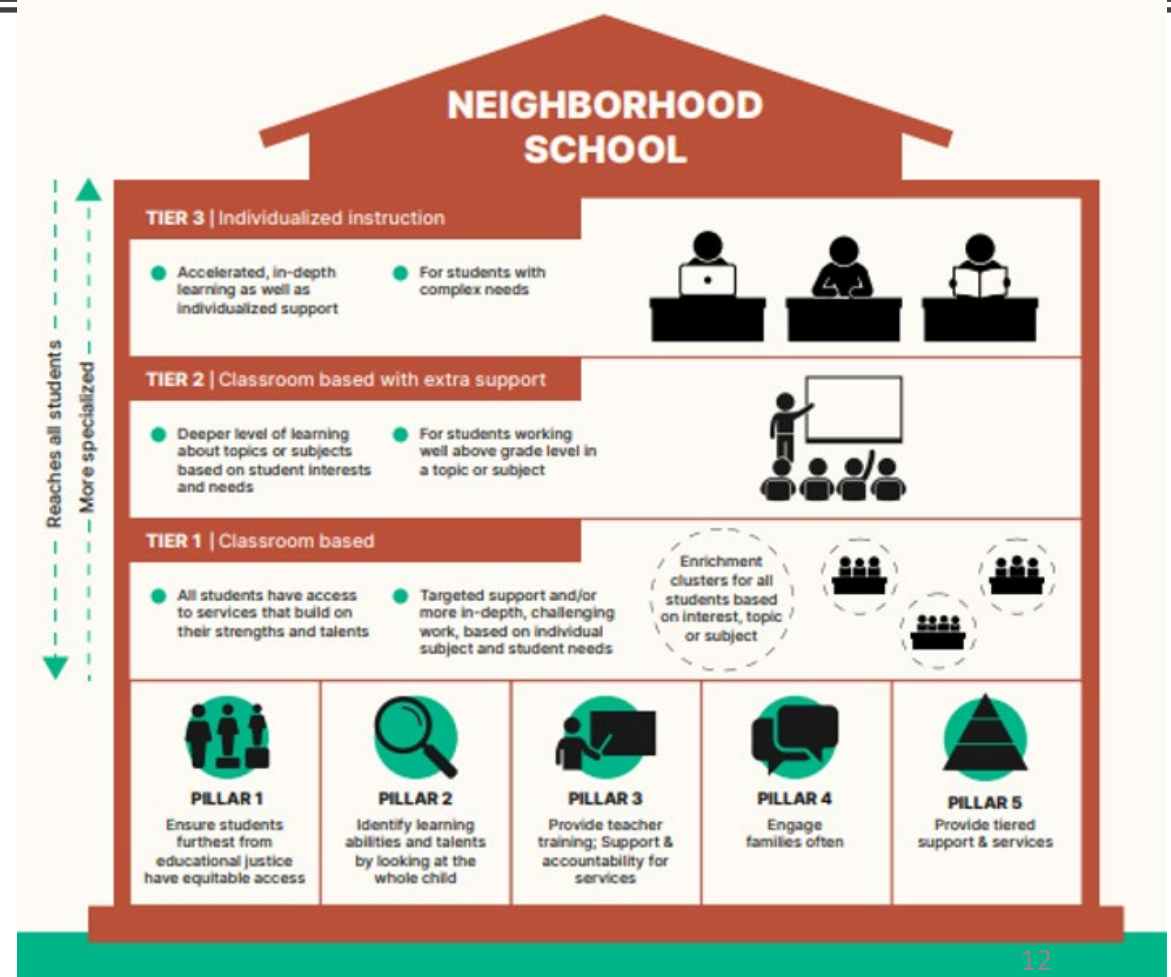 NEIGHBORHOOD
SCHOOL
TIER 3 | Individualized instruction
Accelerated, in-depth
learning as well as
individualized support
For students with
complex needs
TIER 2 | Classroom based with extra support
Deeper level of learning
about topics or subjects
based on student interests
and needs
For students working
well above grade level in
a topic or subject
TIER 1 | Classroom based
All students have access
to services that build on
their strengths and talents
Targeted support and/or
more in-depth, challenging
work, based on individual
subject and student needs
Enrichment
clusters for all
students based
on interest, topic
or subject
Reaches all students
More specialized
PILLAR 1
Ensure students
furthest from
educational justice
have equitable access
PILLAR 2
Identify learning
abilities and talents
by looking at the
whole child
PILLAR 3
Provide teacher
training; Support &
accountability for
services
PILLAR 4
Engage
families often
PILLAR 5
Provide tiered
support & services
12